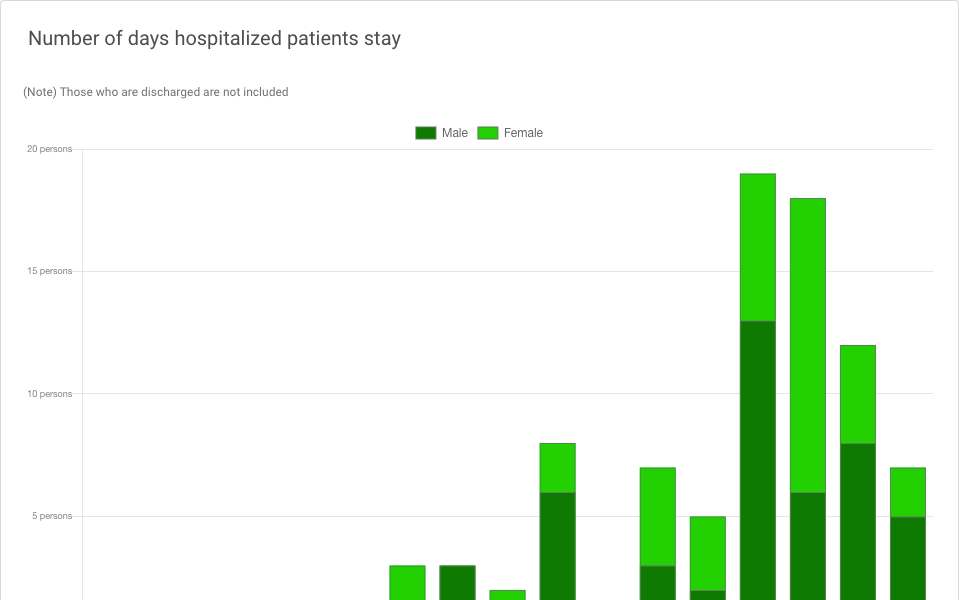 Number of days hospitalized patients stay
(Note) Those who are discharged are not included
Male Female
20 persons
15 persons
10 persons
5 persons